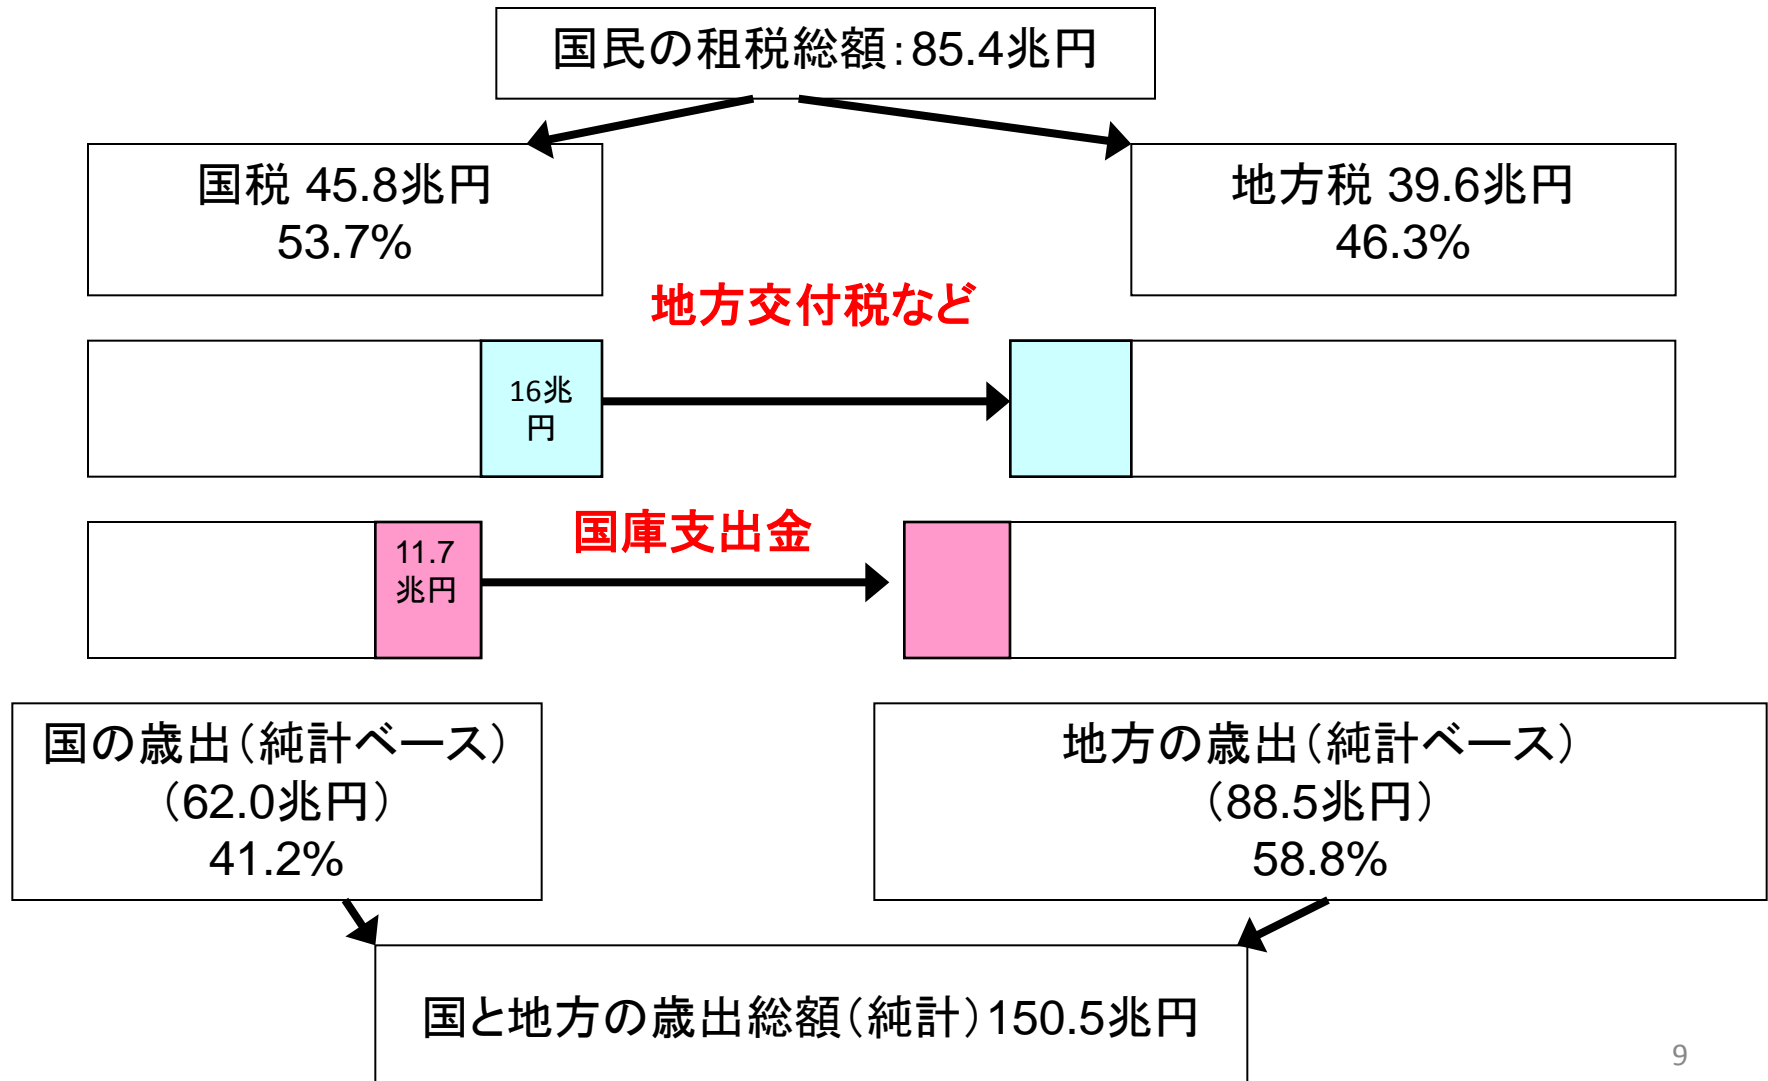 国民の租税総額：85.4兆円
国税 45.8兆円
53.7%
地方税 39.6兆円
46.3%
地方交付税など
16兆
円
国庫支出金
11.7
兆円
国の歳出（純計ベース）
（62.0兆円）
41.2%
地方の歳出（純計ベース）
（88.5兆円）
58.8%
国と地方の歳出総額（純計）150.5兆円
9